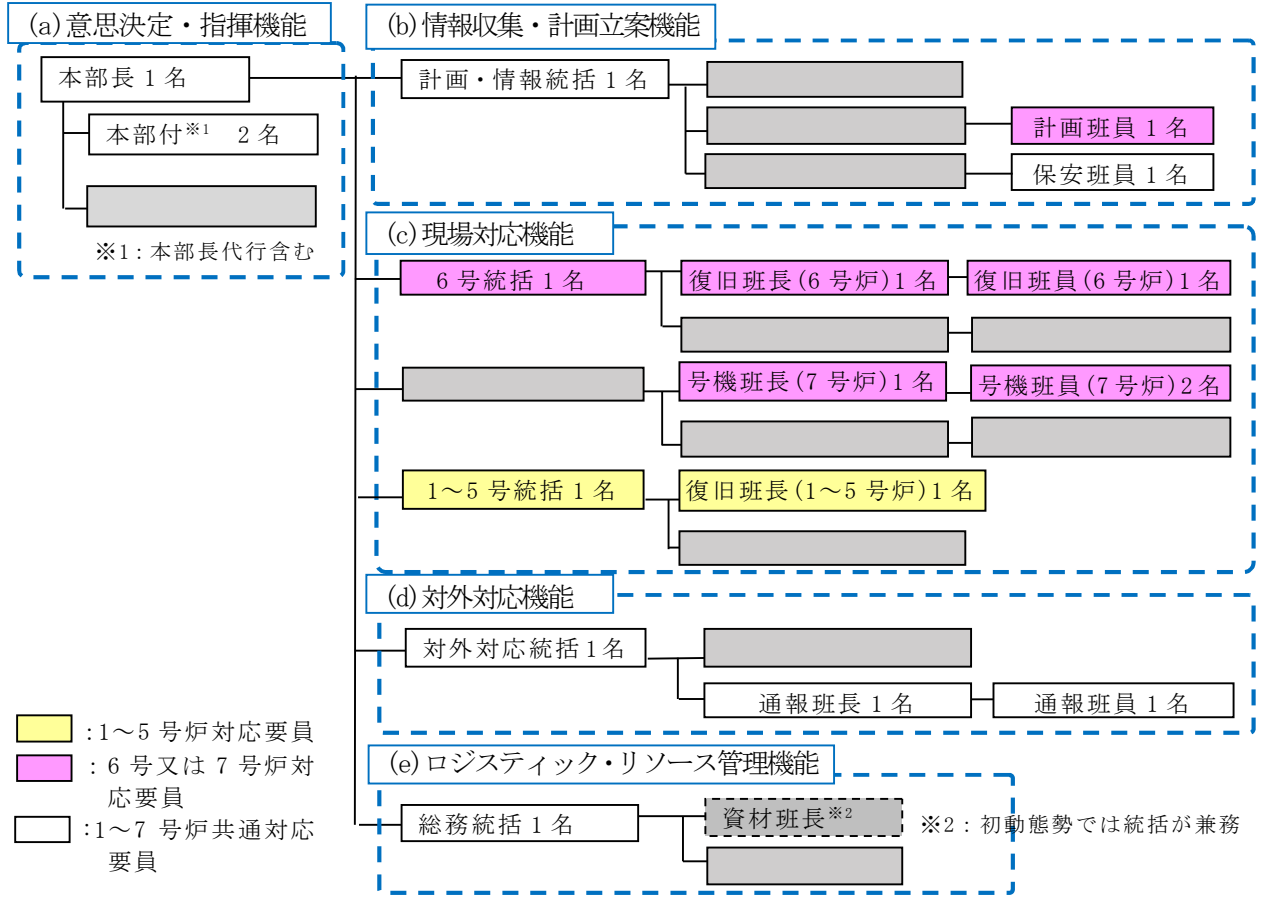 (a)意思決定・指揮機能
本部長 1 名
本部付※1 2 名
※1：本部長代行含む
(b)情報収集・計画立案機能
計画・情報統括 1 名
計画班員 1 名
保安班員 1 名
(c)現場対応機能
6 号統括 1 名
復旧班長(6 号炉)1 名
復旧班員(6 号炉)1 名
号機班長(7 号炉)1 名
号機班員(7 号炉)2 名
1～5 号統括 1 名
復旧班長(1～5 号炉)1 名
(d)対外対応機能
対外対応統括 1 名
通報班長 1 名
通報班員 1 名
(e)ロジスティック・リソース管理機能
総務統括 1 名
資材班長※2
※2：初動態勢では統括が兼務
:1～5 号炉対応要員
：6 号又は 7 号炉対
応要員
:1～7 号炉共通対応
要員